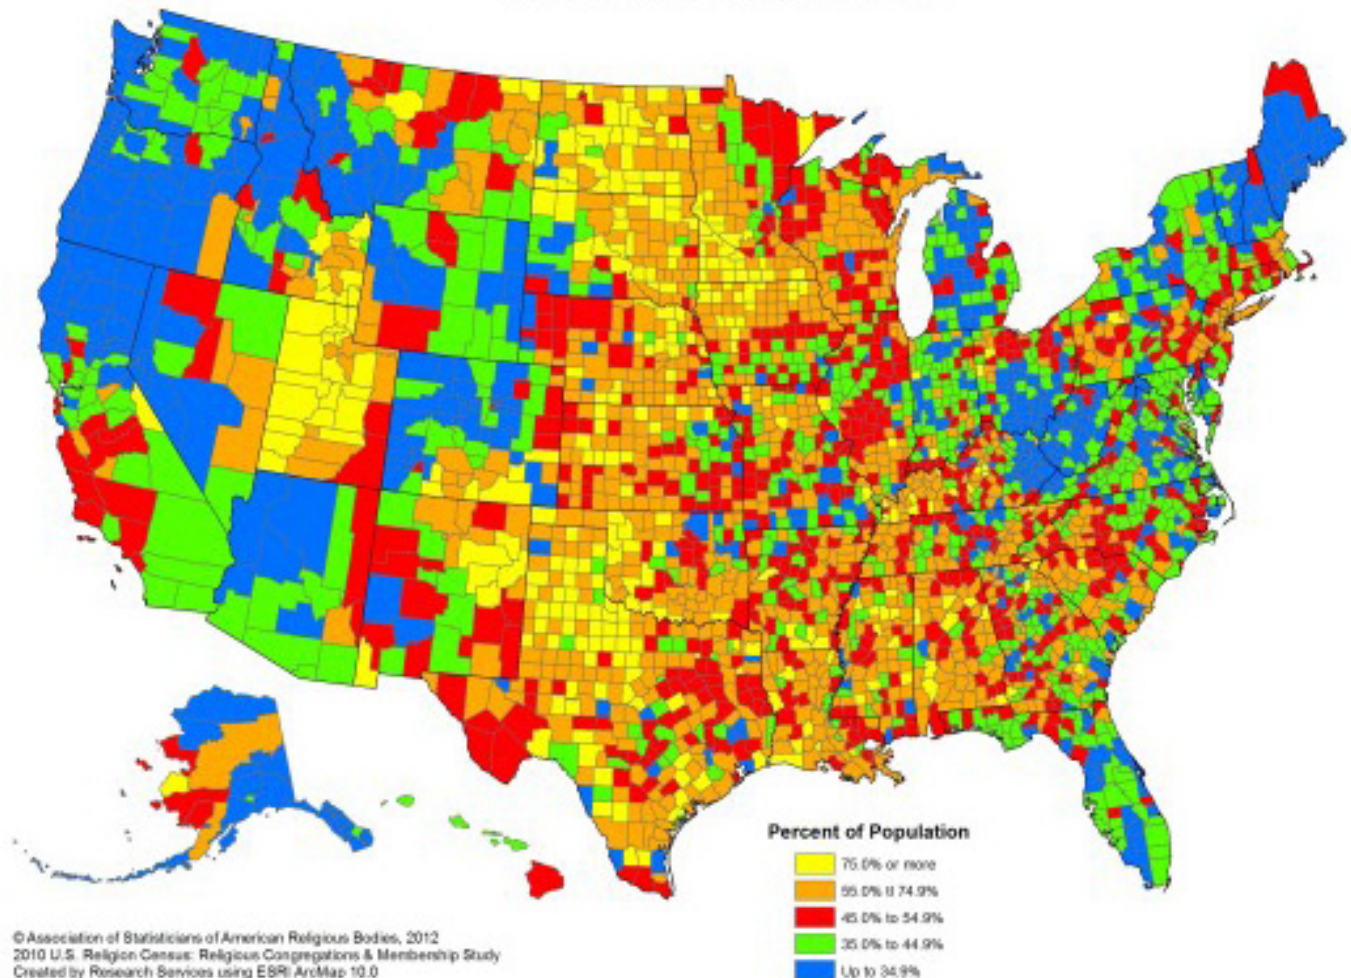 Percent of Population
75.0% or more
55.0% tl 74.9%
45.0% to 54.9%
35.0% to 44.9%
Up to 34.9%
© Association of Statisticians of American Religious Bodies, 2012
2010 U.S. Religion Census: Religious Congregations & Membership Study
Created by Research Services using ESRI ArcMap 10.0